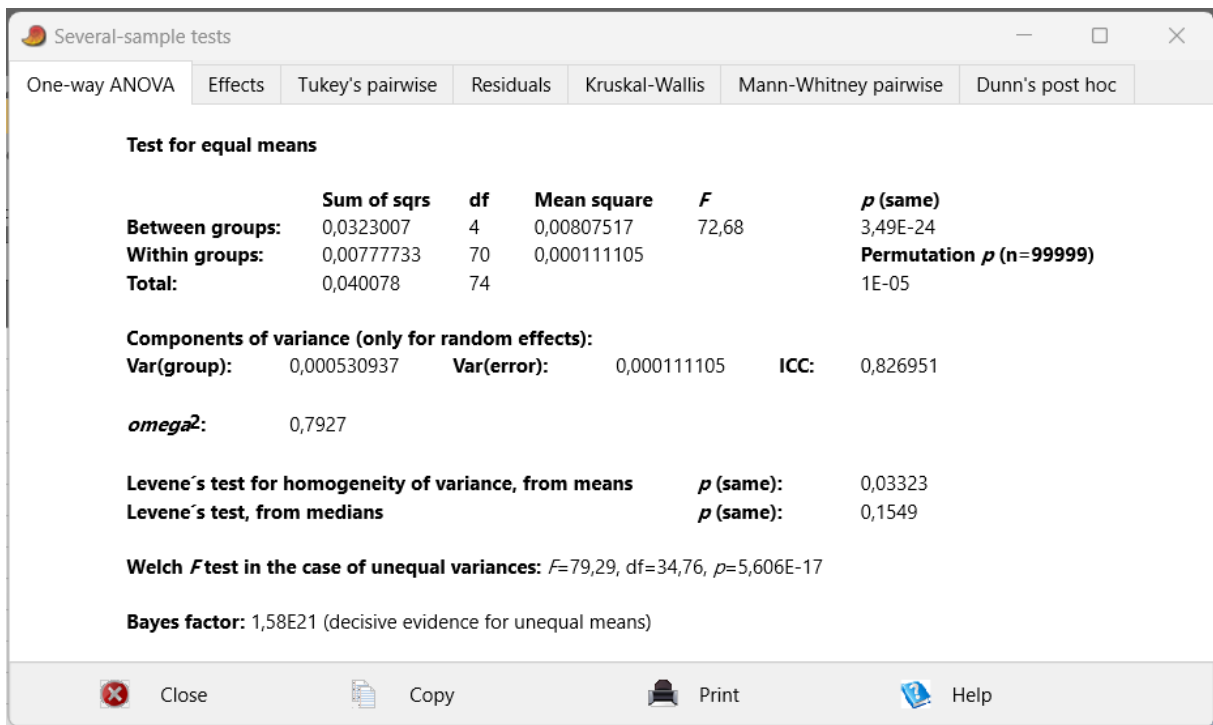 Several-sample tests
One-way ANOVA Effects Tukey's pairwise Residuals Kruskal-Wallis Mann-Whitney pairwise Dunn's post hoc
Test for equal means
Sum of sqrs df Mean square F p (same)
Between groups: 0,0323007 4 0,00807517 72,68 3,49E-24
Within groups: 0,00777733 70 0,000111105 Permutation p (n=99999)
Total: 0,040078 74 1E-05
Components of variance (only for random effects):
Var(group): 0,000530937 Var(error): 0,000111105 ICC: 0,826951
omega2: 0,7927
Levene´s test for homogeneity of variance, from means p (same): 0,03323
Levene´s test, from medians p (same): 0,1549
Welch F test in the case of unequal variances: F=79,29, df=34,76, p=5,606E-17
Bayes factor: 1,58E21 (decisive evidence for unequal means)
Close Copy Print Help